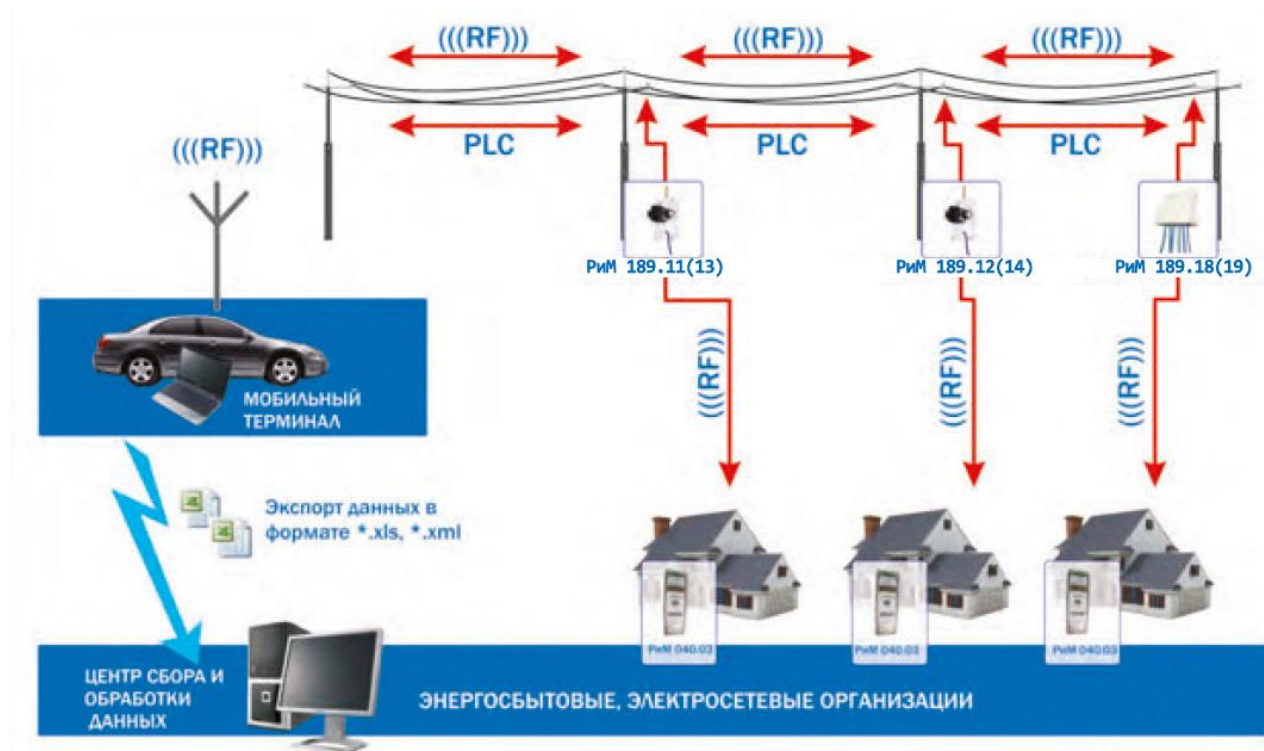 (((RF)))
(((RF)))
(((RF)))
PLC
PLC
PLC
(((RF)))
РиМ 189.11(13)
РиМ 189.12(14)
РиМ 189.18(19)
(((RF)))
(((RF)))
(((RF)))
МОБИЛЬНЫЙ
ТЕРМИНАЛ
Экспорт данных в
формате *.xls, *.xml
РиМ 040.03
РиМ 040.03
РиМ 040.03
ЦЕНТР СБОРА И
ОБРАБОТКИ
ДАННЫХ
ЭНЕРГОСБЫТОВЫЕ, ЭЛЕКТРОСЕТЕВЫЕ ОРГАНИЗАЦИИ